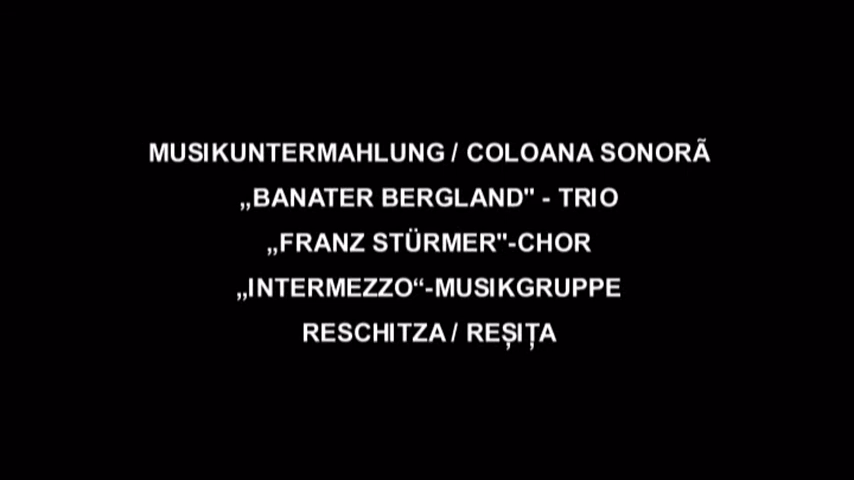 MUSIKUNTERMAHLUNG / COLOANA SONORÃ
„BANATER BERGLAND" - TRIO
„FRANZ STÜRMER"-CHOR
„INTERMEZZO“-MUSIKGRUPPE
RESCHITZA / REȘIȚA